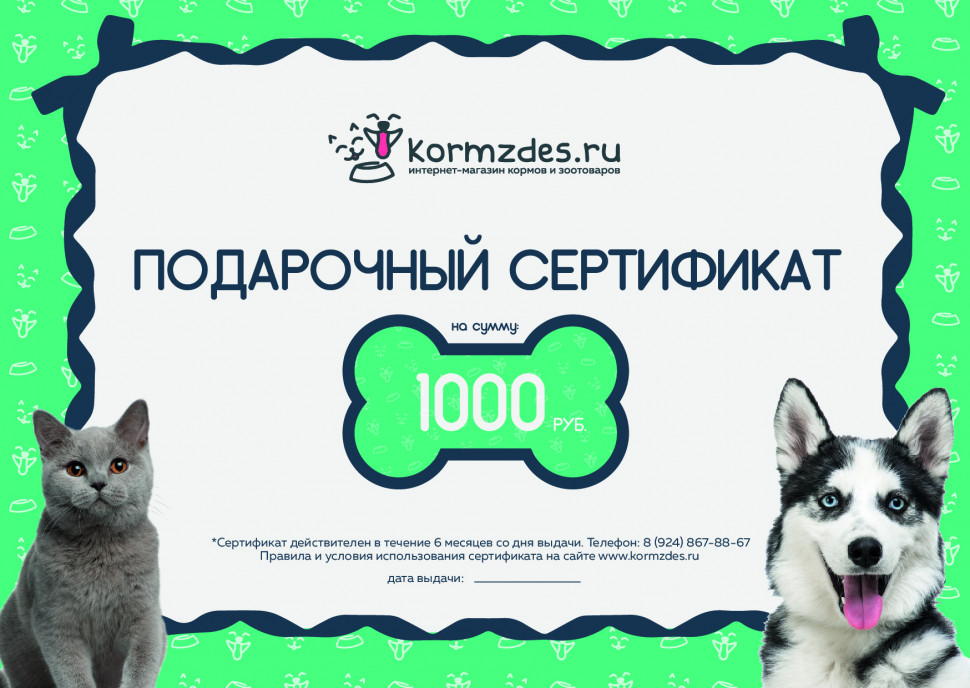 Kormzdes.ru
интернет-магазин кормов и зоотоваров
ПОДАРОЧНЫЙ СЕРТИФИКАТ
на сумму:
1000 РУБ.
*Сертификат действителен в течение 6 месяцев со дня выдачи. Телефон: 8 (924) 867-88-67
Правила и условия использования сертификата на сайте www.kormzdes.ru
дата выдачи: